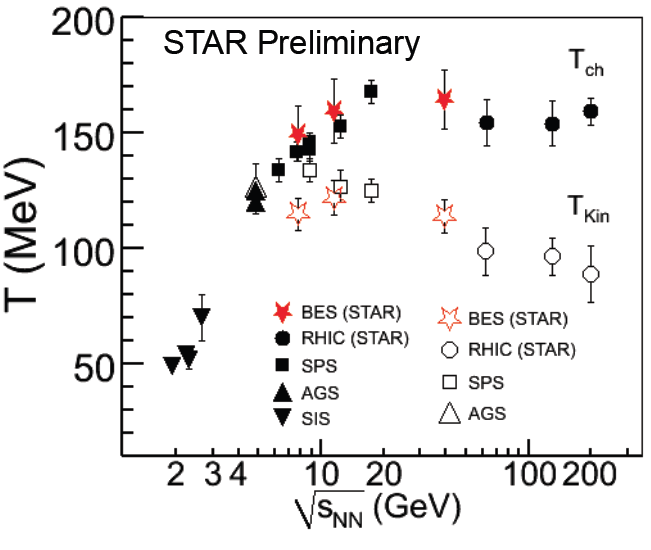 STAR Preliminary
T_ch
T_Kin
T (MeV)
200
150
100
50
BES (STAR)
RHIC (STAR)
SPS
AGS
SIS
BES (STAR)
RHIC (STAR)
SPS
AGS
2 3 4 10 20 100 200
√s_NN (GeV)